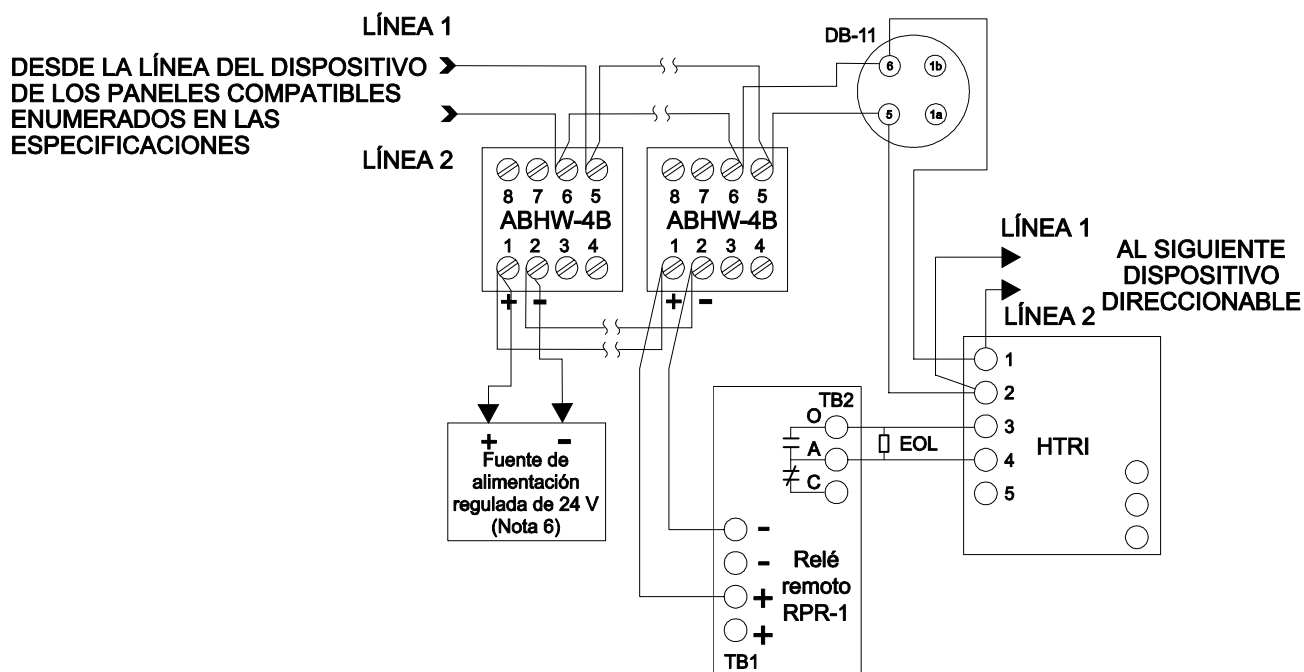 LÍNEA 1
DESDE LA LÍNEA DEL DISPOSITIVO
DE LOS PANELES COMPATIBLES
ENUMERADOS EN LAS
ESPECIFICACIONES
LÍNEA 2
DB-11
6 1b
5 1a
8 7 6 5
ABHW-4B
1 2 3 4
+ -
8 7 6 5
ABHW-4B
1 2 3 4
+ -
LÍNEA 1
AL SIGUIENTE
DISPOSITIVO
DIRECCIONABLE
LÍNEA 2
+ -
Fuente de
alimentación
regulada de 24 V
(Nota 6)
TB2
O
A
C
EOL
1
2
3
4
5
HTRI
-
-
+
+
Relé
remoto
RPR-1
TB1